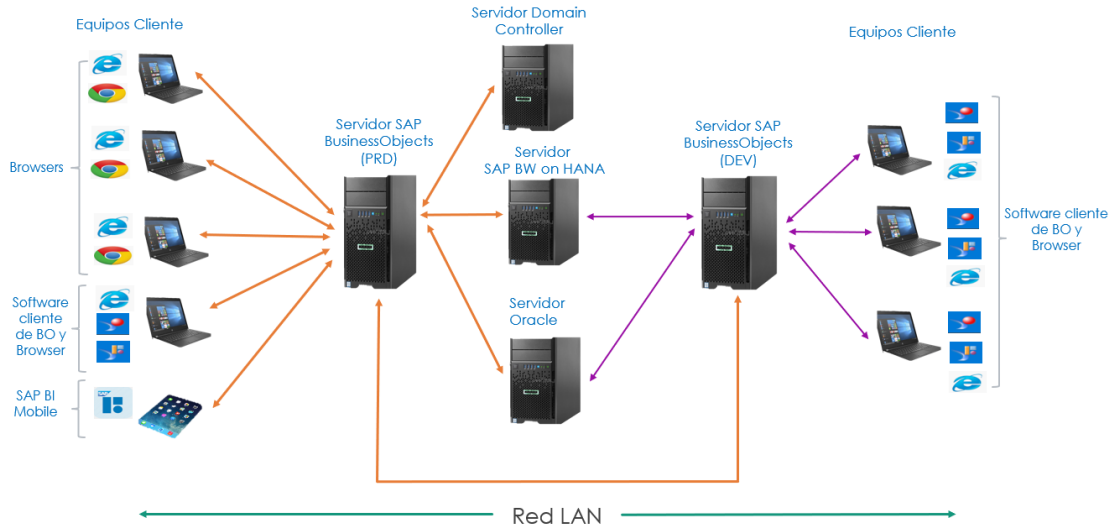 Equipos Cliente
Servidor Domain
Controller
Equipos Cliente
Servidor SAP
BusinessObjects
(PRD)
Servidor
SAP BW on HANA
Servidor SAP
BusinessObjects
(DEV)
Browsers
Software cliente
de BO y
Browser
Software
cliente
de BO y
Browser
Servidor
Oracle
SAP BI
Mobile
SAP
Red LAN